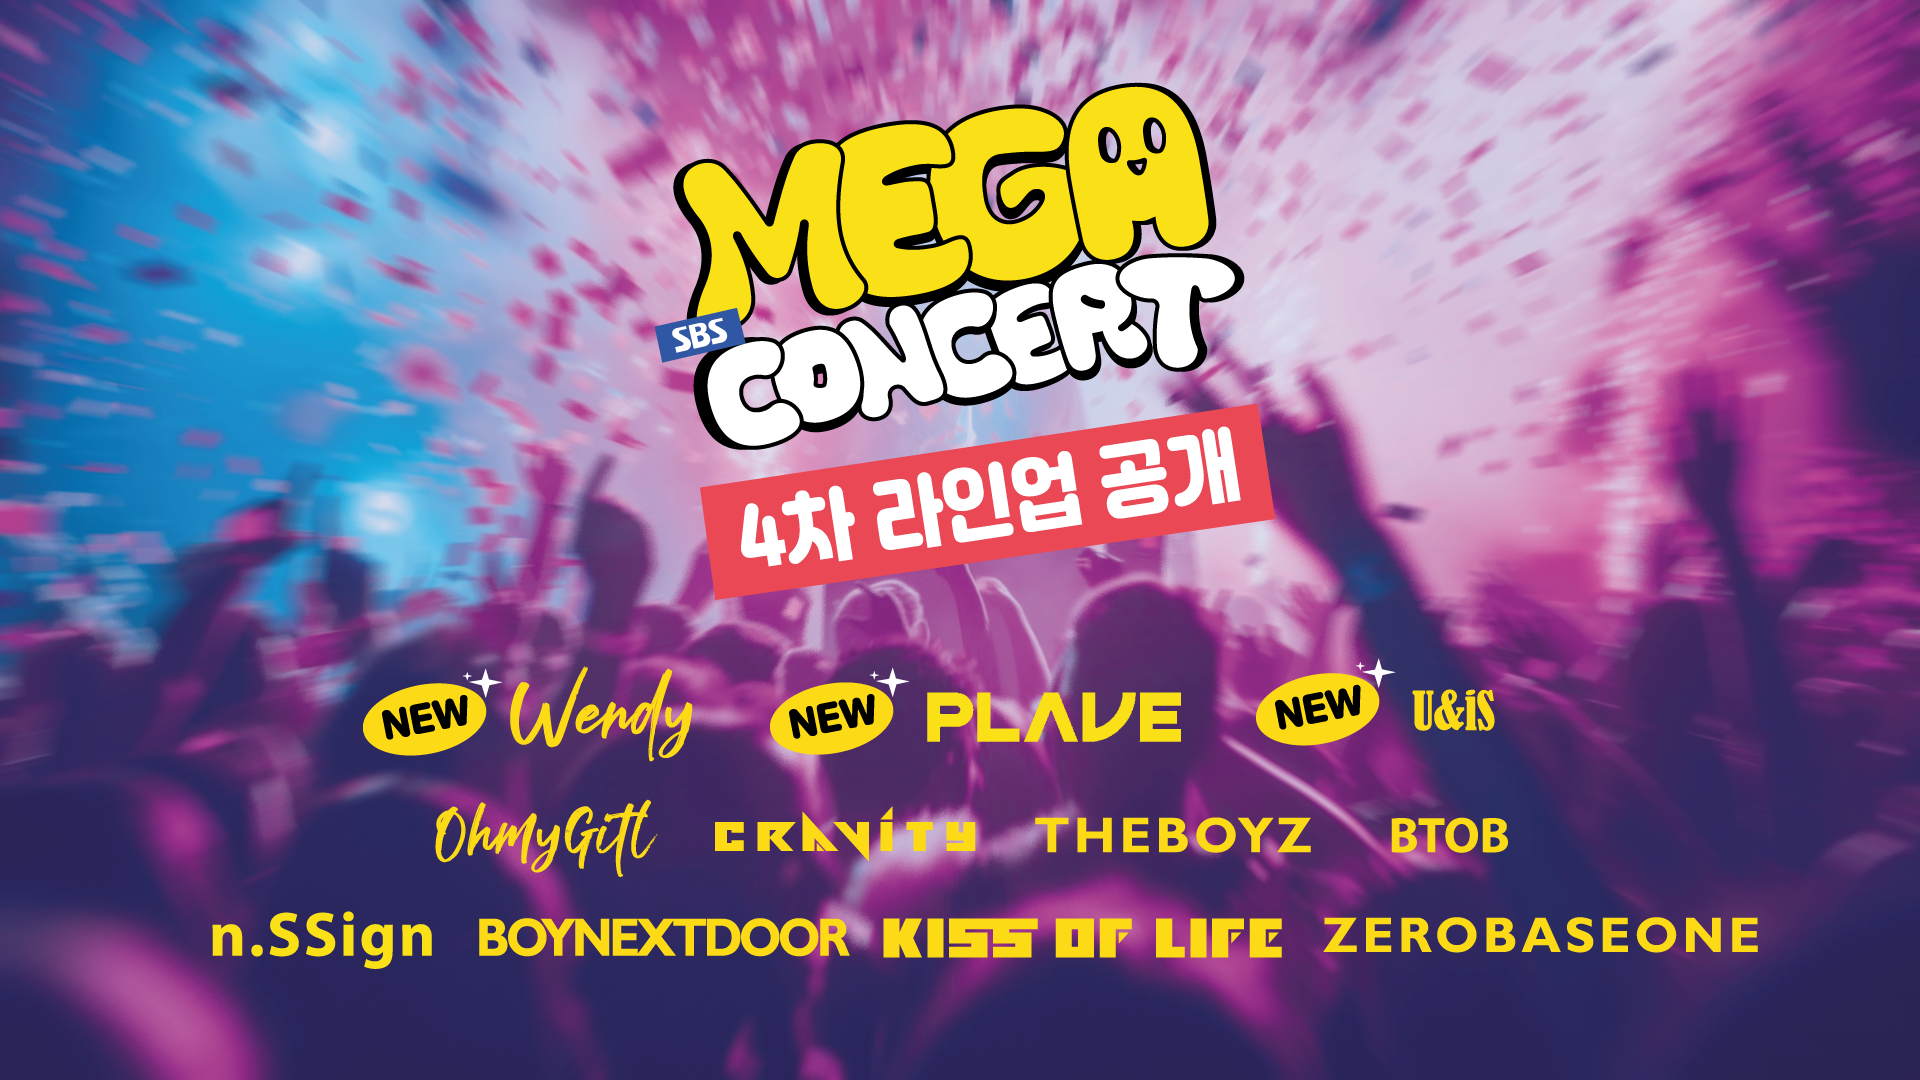 MEGA
SBS CONCERT
4차 라인업 공개
NEW Wendy NEW PLAVE NEW U&iS
OhMyGitl CRAVITY THEBOYZ BTOB
n.SSign BOYNEXTDOOR KISS OF LIFE ZEROBASEONE